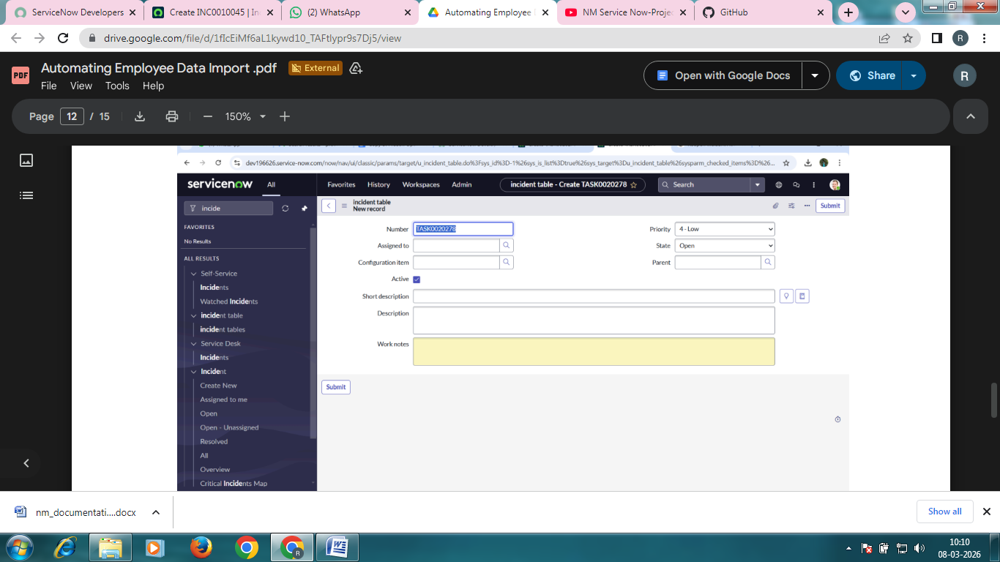 ServiceNow Developers
Create INC0010045 | In
(2) WhatsApp
Automating Employee
NM Service Now-Projec
GitHub
drive.google.com/file/d/1fIcEiMf6aL1kywd10_TAFtIypr9s7Dj5/view
R
PDF
Automating Employee Data Import .pdf
External
File View Tools Help
Open with Google Docs
Share
R
Page 12 / 15
150%
dev196626.service-now.com/now/nav/ui/classic/params/target/u_incident_table.do%3Fsys_id%3D-1%26sys_is_list%3Dtrue%26sys_target%3Du_incident_table%26sysparm_checked_items%3D%26...
servicenow
All
Favorites History Workspaces Admin
incident table - Create TASK0020278
Search
incide
incident table
New record
Submit
FAVORITES
No Results
ALL RESULTS
Self-Service
Incidents
Watched Incidents
incident table
incident tables
Service Desk
Incidents
Incident
Create New
Assigned to me
Open
Open - Unassigned
Resolved
All
Overview
Critical Incidents Map
Number TASK0020278
Priority 4 - Low
Assigned to
State Open
Configuration item
Parent
Active
Short description
Description
Work notes
Submit
nm_documentati....docx
Show all
R
10:10
08-03-2026